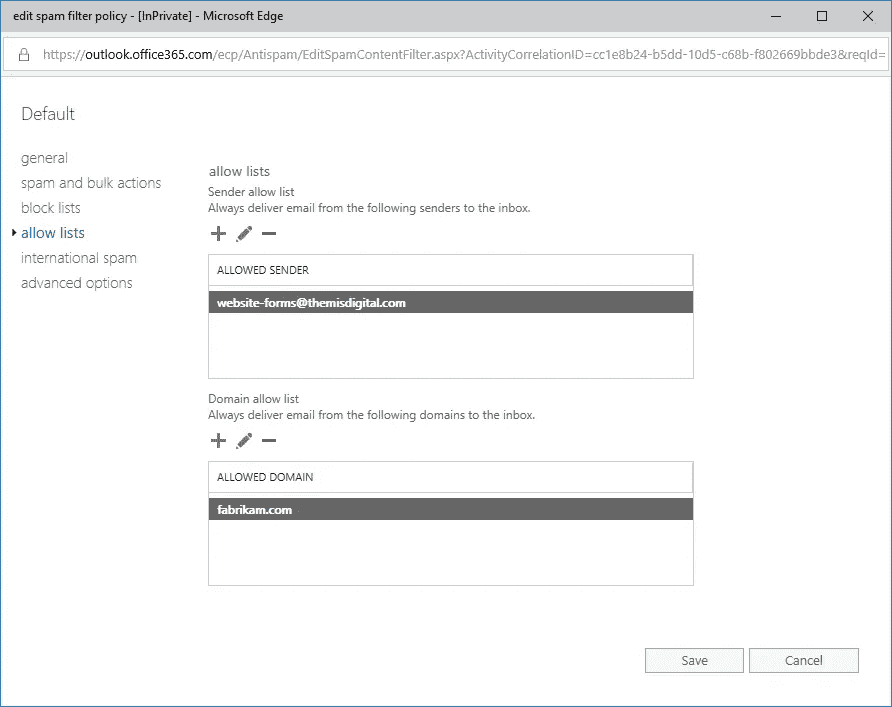 edit spam filter policy - [InPrivate] - Microsoft Edge
https://outlook.office365.com/ecp/Antispam/EditSpamContentFilter.aspx?ActivityCorrelationID=cc1e8b24-b5dd-10d5-c68b-f802669bbde3&reqId=
Default
general
spam and bulk actions
block lists
allow lists
international spam
advanced options
allow lists
Sender allow list
Always deliver email from the following senders to the inbox.
ALLOWED SENDER
website-forms@themisdigital.com
Domain allow list
Always deliver email from the following domains to the inbox.
ALLOWED DOMAIN
fabrikam.com
Save
Cancel